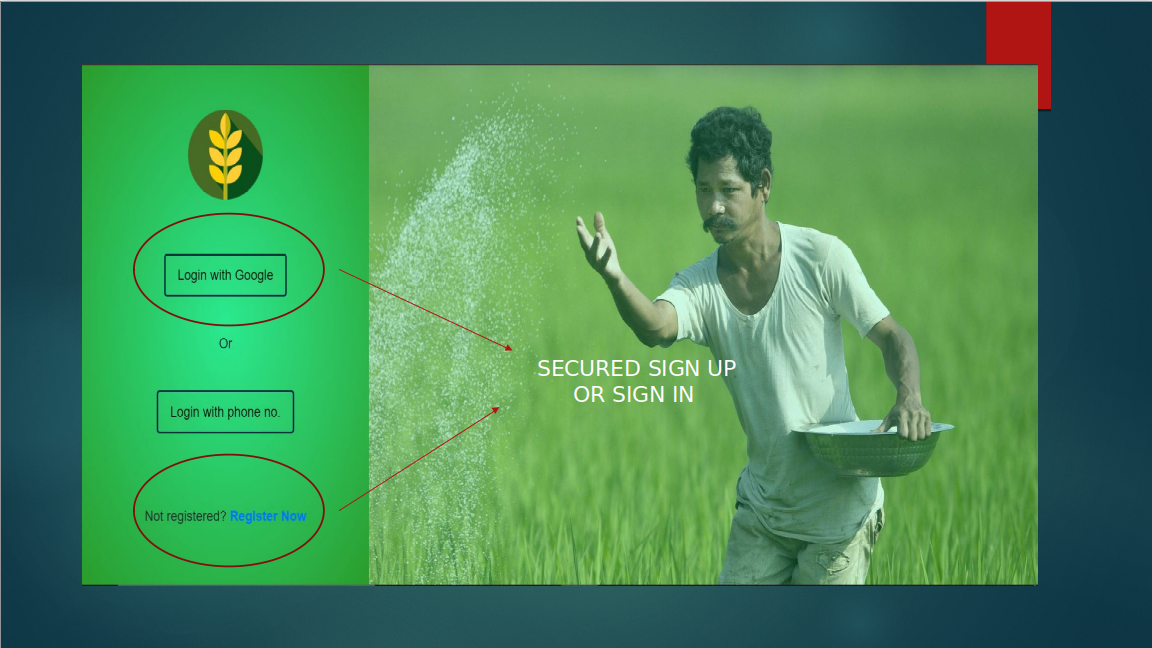 Login with Google
Or
Login with phone no.
Not registered? Register Now
SECURED SIGN UP
OR SIGN IN